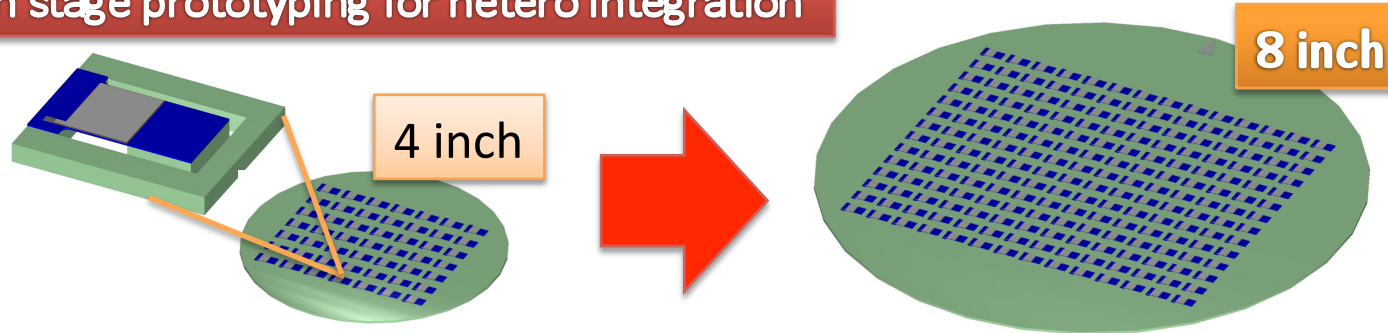 stage prototyping for hetero integration
8 inch
4 inch